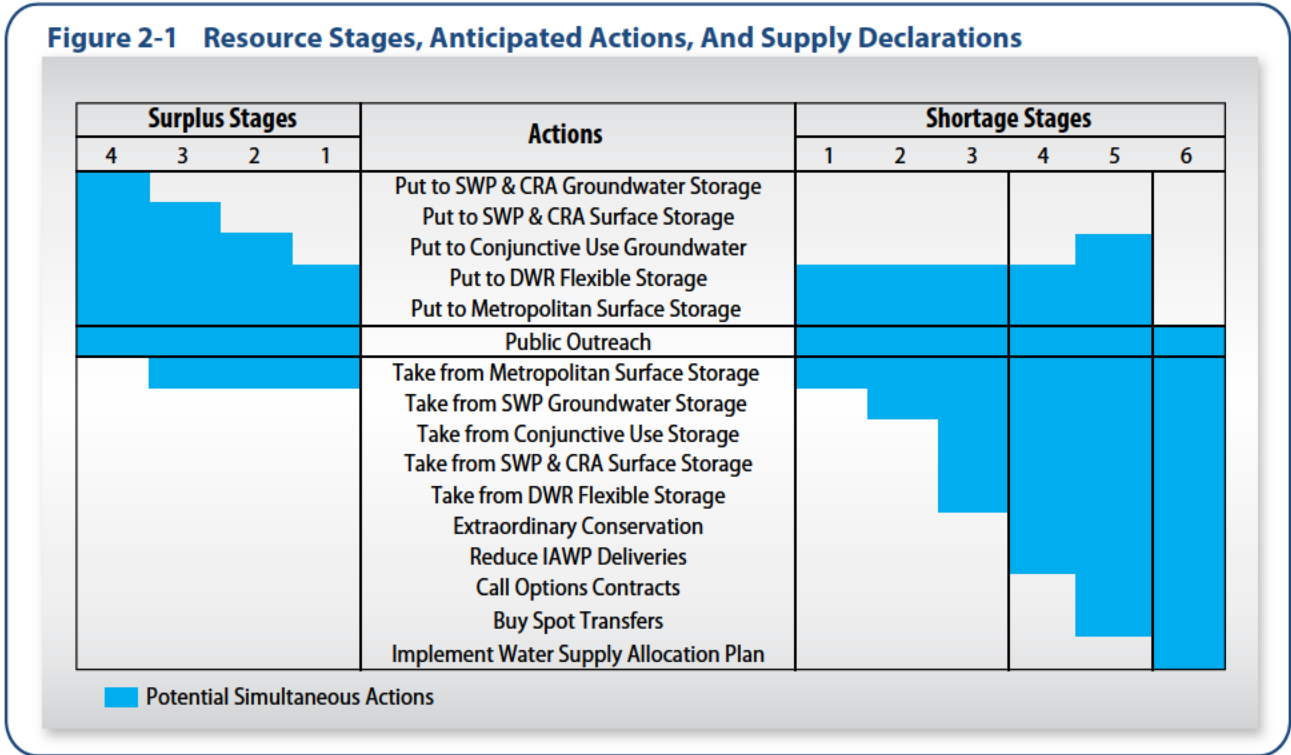 Figure 2-1 Resource Stages, Anticipated Actions, And Supply Declarations
Surplus Stages Actions Shortage Stages
4 3 2 1 1 2 3 4 5 6
Put to SWP & CRA Groundwater Storage
Put to SWP & CRA Surface Storage
Put to Conjunctive Use Groundwater
Put to DWR Flexible Storage
Put to Metropolitan Surface Storage
Public Outreach
Take from Metropolitan Surface Storage
Take from SWP Groundwater Storage
Take from Conjunctive Use Storage
Take from SWP & CRA Surface Storage
Take from DWR Flexible Storage
Extraordinary Conservation
Reduce IAWP Deliveries
Call Options Contracts
Buy Spot Transfers
Implement Water Supply Allocation Plan
Potential Simultaneous Actions